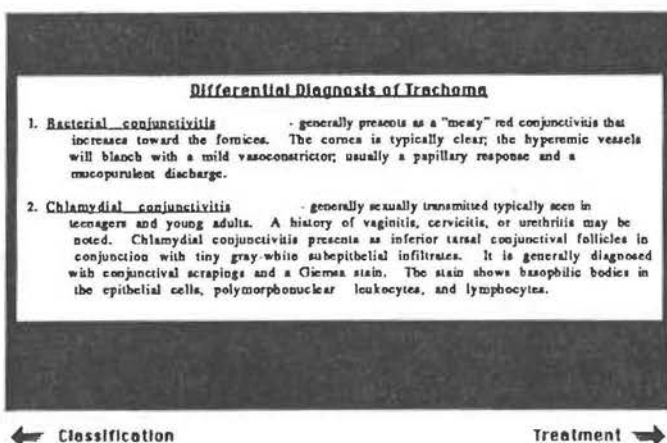 Differential Diagnosis of Trachoma
1. Bacterial conjunctivitis - generally presents as a "meaty" red conjunctivitis that
increases toward the fornices. The cornea is typically clear; the hyperemic vessels
will blanch with a mild vasoconstrictor; usually a papillary response and a
mucopurulent discharge.
2. Chlamydial conjunctivitis - generally sexually transmitted typically seen in
teenagers and young adults. A history of vaginitis, cervicitis, or urethritis may be
noted. Chlamydial conjunctivitis presents as inferior tarsal conjunctival follicles in
conjunction with tiny gray-white subepithelial infiltrates. It is generally diagnosed
with conjunctival scrapings and a Giemsa stain. The stain shows basophilic bodies in
the epithelial cells, polymorphonuclear leukocytes, and lymphocytes.
Classification
Treatment